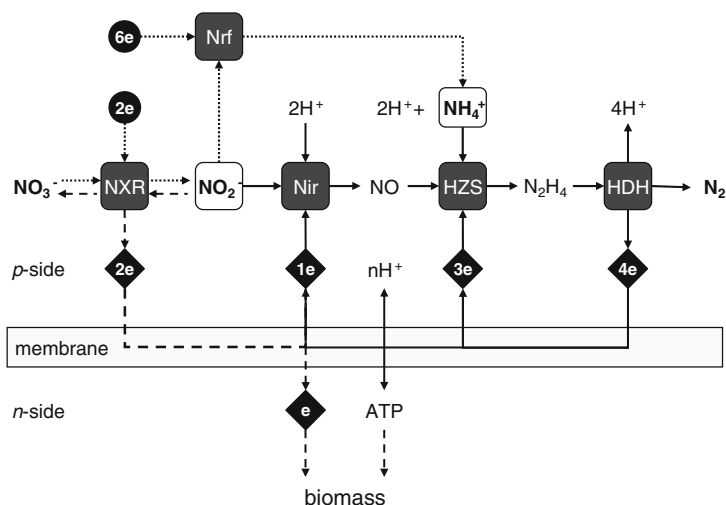 6e Nrf
2e 2H⁺ 2H⁺+ NH₄⁺ 4H⁺
NO₃⁻ NXR NO₂⁻ Nir NO HZS N₂H₄ HDH N₂
p-side 2e 1e nH⁺ 3e 4e
membrane
n-side e ATP
biomass